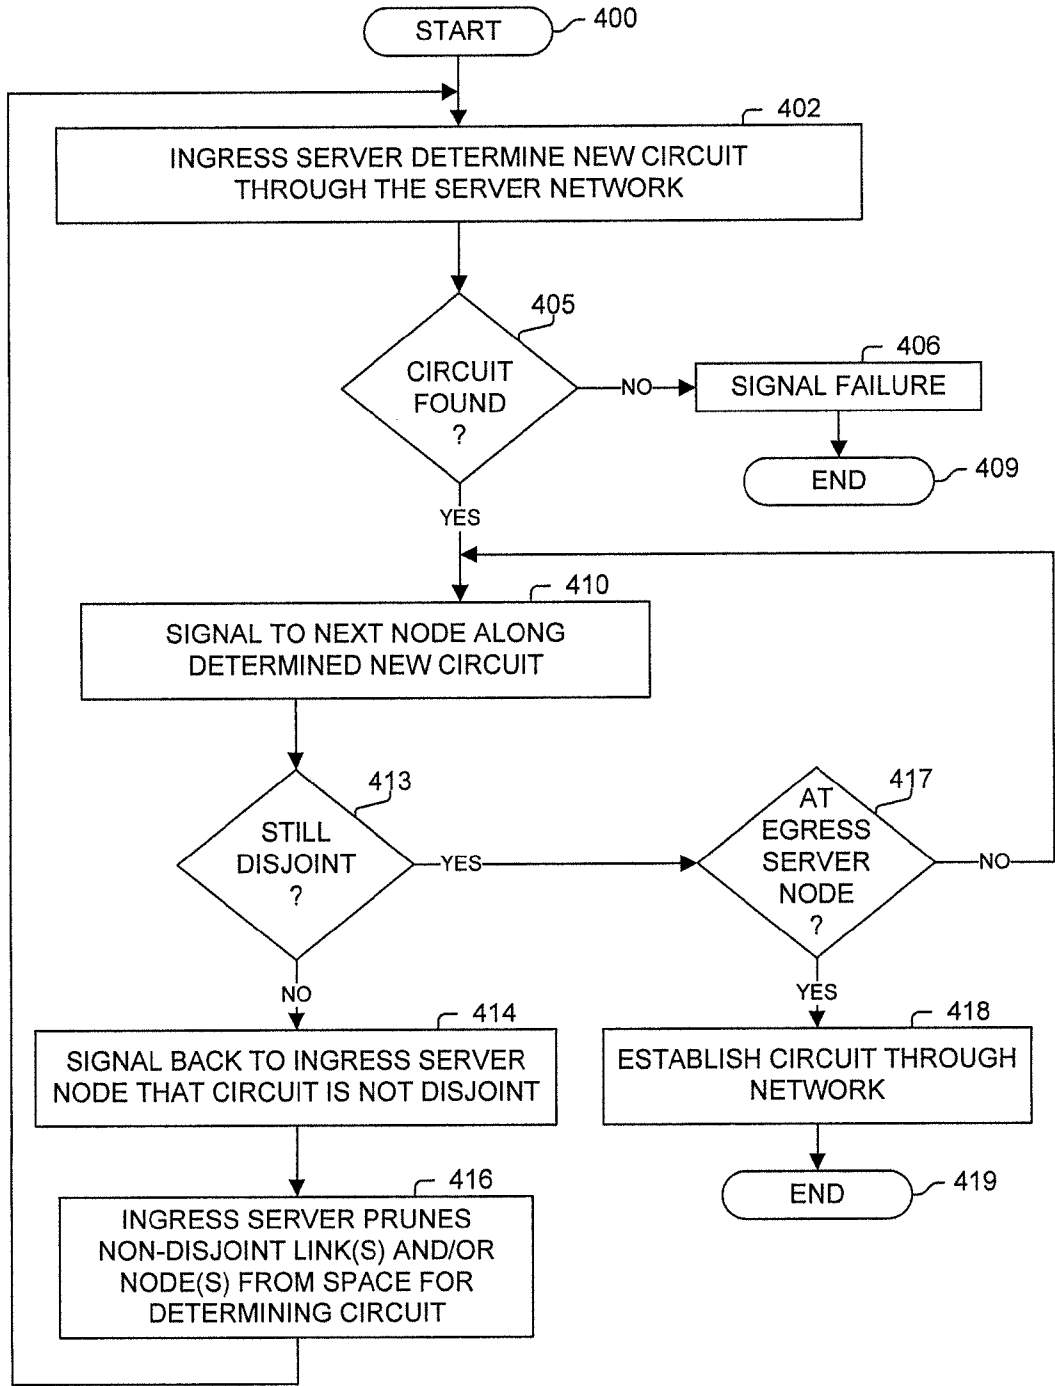 START
400
402
INGRESS SERVER DETERMINE NEW CIRCUIT
THROUGH THE SERVER NETWORK
405
CIRCUIT
FOUND
?
NO
406
SIGNAL FAILURE
END
409
YES
410
SIGNAL TO NEXT NODE ALONG
DETERMINED NEW CIRCUIT
413
STILL
DISJOINT
?
YES
417
AT
EGRESS
SERVER
NODE
?
NO
NO
YES
414
SIGNAL BACK TO INGRESS SERVER
NODE THAT CIRCUIT IS NOT DISJOINT
418
ESTABLISH CIRCUIT THROUGH
NETWORK
416
INGRESS SERVER PRUNES
NON-DISJOINT LINK(S) AND/OR
NODE(S) FROM SPACE FOR
DETERMINING CIRCUIT
END
419